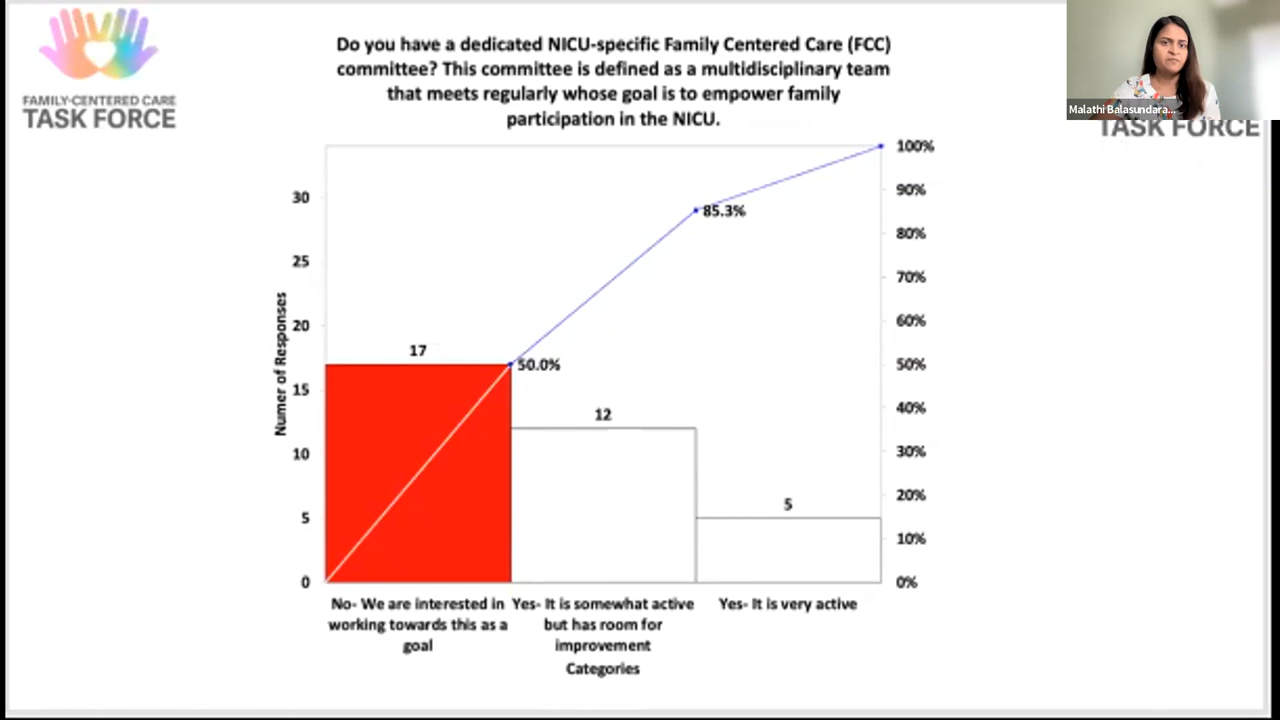 FAMILY-CENTERED CARE
TASK FORCE
Do you have a dedicated NICU-specific Family Centered Care (FCC)
committee? This committee is defined as a multidisciplinary team
that meets regularly whose goal is to empower family
participation in the NICU.
Malathi Balasundara...
TASK FORCE
100%
90%
80%
70%
60%
50%
40%
30%
20%
10%
0%
30
25
20
15
10
5
0
Numer of Responses
17
50.0%
12
85.3%
5
No- We are interested in
working towards this as a
goal
Yes- It is somewhat active
but has room for
improvement
Yes- It is very active
Categories